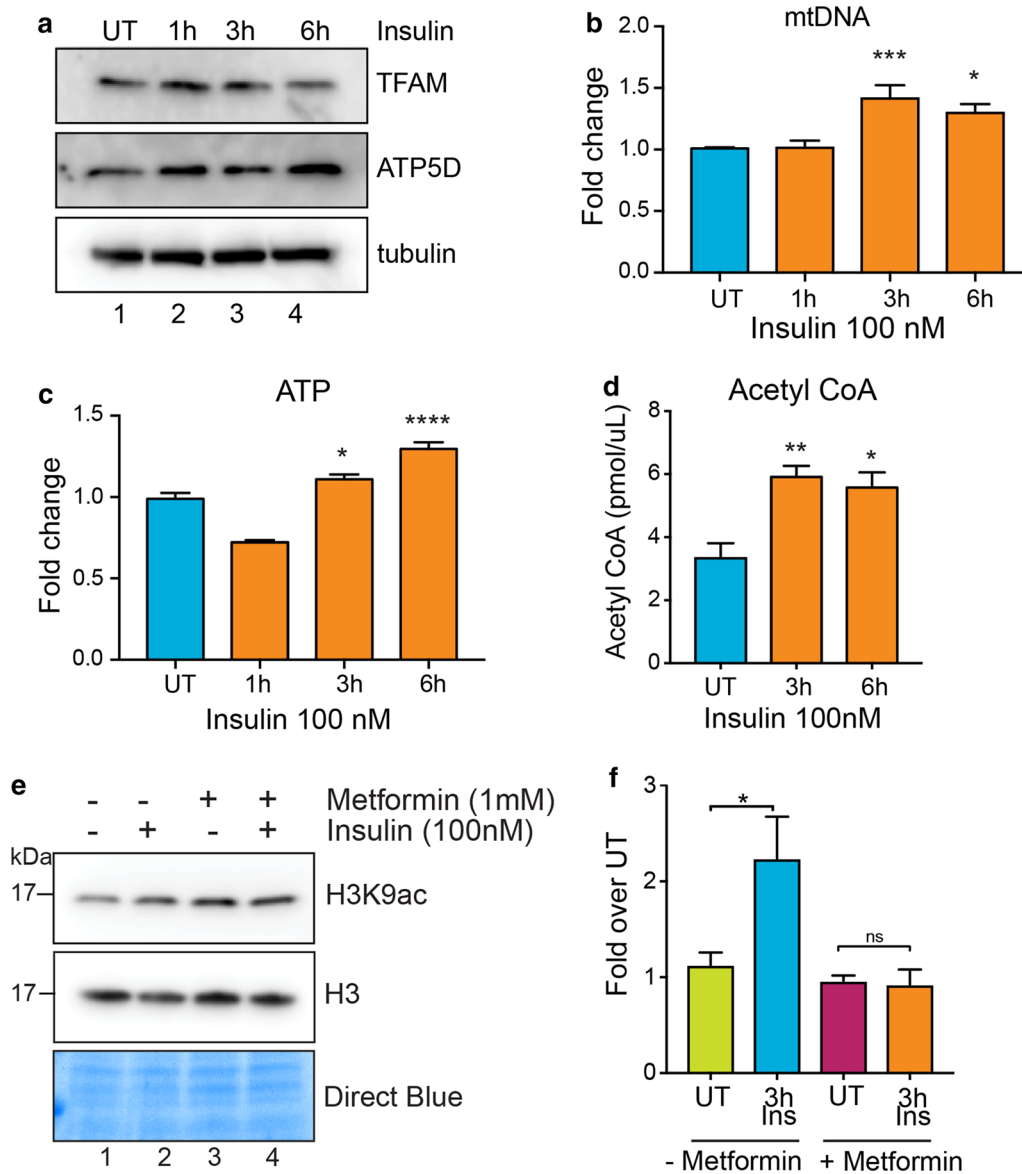 a
UT 1h 3h 6h Insulin
TFAM
ATP5D
tubulin
1 2 3 4
b
mtDNA
Fold change
2.0
1.5
1.0
0.5
0.0
*** *
UT 1h 3h 6h
Insulin 100 nM
c
ATP
Fold change
1.5
1.0
0.5
0.0
* ****
UT 1h 3h 6h
Insulin 100 nM
d
Acetyl CoA
Acetyl CoA (pmol/uL)
8
6
4
2
0
** *
UT 3h 6h
Insulin 100nM
e
- - + + Metformin (1mM)
- + - + Insulin (100nM)
kDa
17 H3K9ac
17 H3
Direct Blue
1 2 3 4
f
Fold over UT
3
2
1
0
* ns
UT 3h Ins UT 3h Ins
- Metformin + Metformin